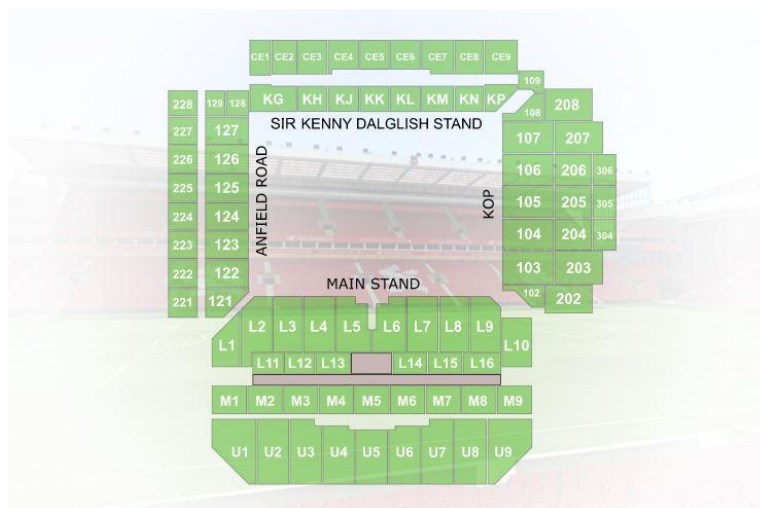 CE1 CE2 CE3 CE4 CE5 CE6 CE7 CE8 CE9
109
KG KH KJ KK KL KM KN KP
228 129 128 108 208
SIR KENNY DALGLISH STAND
227 127 107 207
226 126 106 206 306
225 125 105 205 305
ANFIELD ROAD
KOP
224 124 104 204 304
223 123 103 203
222 122
MAIN STAND
221 121 102 202
L2 L3 L4 L5 L6 L7 L8 L9
L1 L10
L11 L12 L13 L14 L15 L16
M1 M2 M3 M4 M5 M6 M7 M8 M9
U1 U2 U3 U4 U5 U6 U7 U8 U9